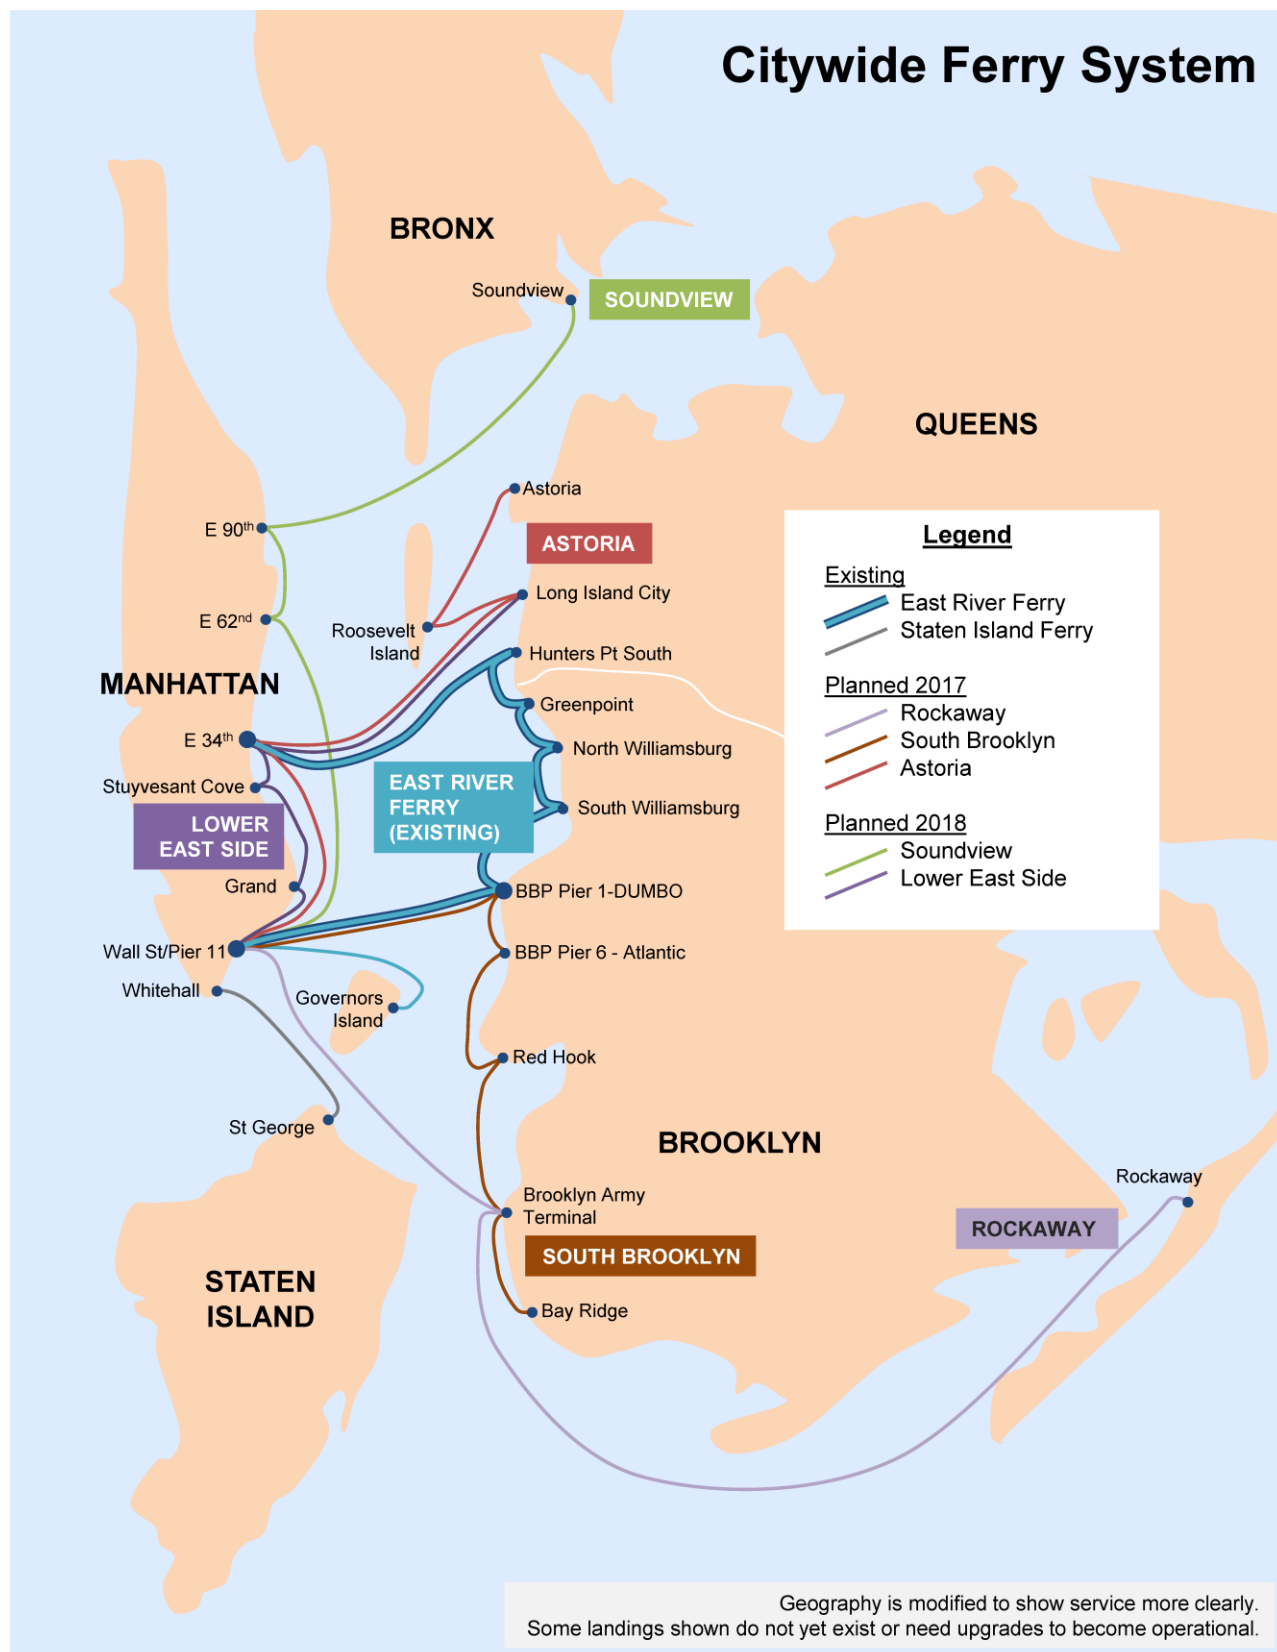 Citywide Ferry System
BRONX
Soundview
SOUNDVIEW
QUEENS
Astoria
ASTORIA
E 90th
Long Island City
E 62nd
Roosevelt
Island
Hunters Pt South
MANHATTAN
Greenpoint
E 34th
North Williamsburg
Stuyvesant Cove
EAST RIVER
FERRY
(EXISTING)
South Williamsburg
LOWER
EAST SIDE
Grand
BBP Pier 1-DUMBO
Wall St/Pier 11
BBP Pier 6 - Atlantic
Whitehall
Governors
Island
Red Hook
St George
BROOKLYN
Rockaway
Brooklyn Army
Terminal
ROCKAWAY
SOUTH BROOKLYN
STATEN
ISLAND
Bay Ridge
Legend
Existing
East River Ferry
Staten Island Ferry
Planned 2017
Rockaway
South Brooklyn
Astoria
Planned 2018
Soundview
Lower East Side
Geography is modified to show service more clearly.
Some landings shown do not yet exist or need upgrades to become operational.